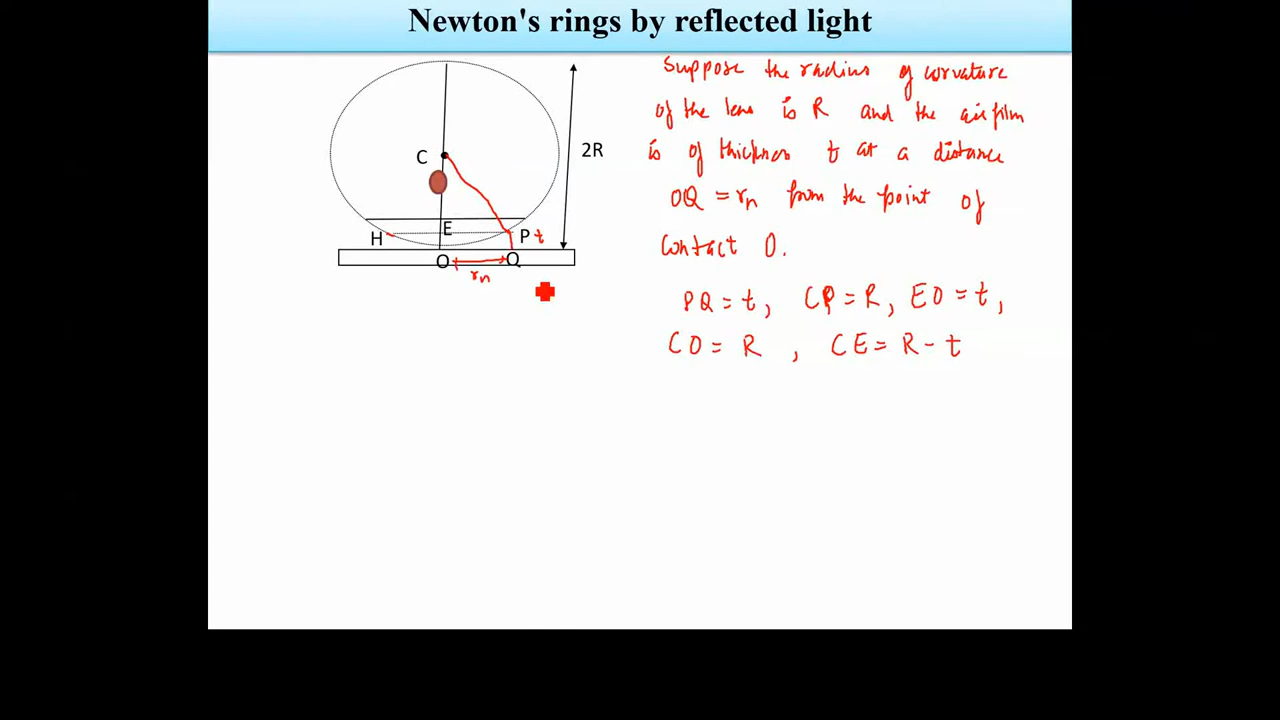 Newton's rings by reflected light
C
2R
E
H
P t
O
Q
rn
Suppose the radius of corvature
of the lens is R and the air film
is of thickness t at a distance
OQ = rn from the point of
Contact O.
PQ = t, CP = R, EO = t,
CO = R , CE = R - t